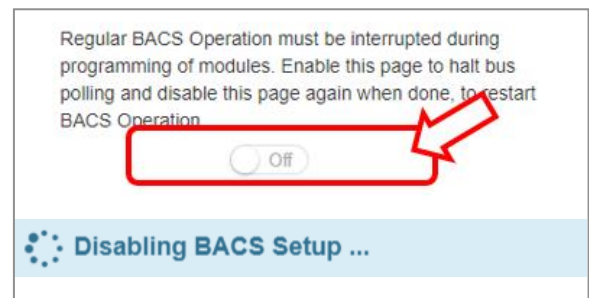 Regular BACS Operation must be interrupted during
programming of modules. Enable this page to halt bus
polling and disable this page again when done, to restart
BACS Operation
Off
Disabling BACS Setup ...